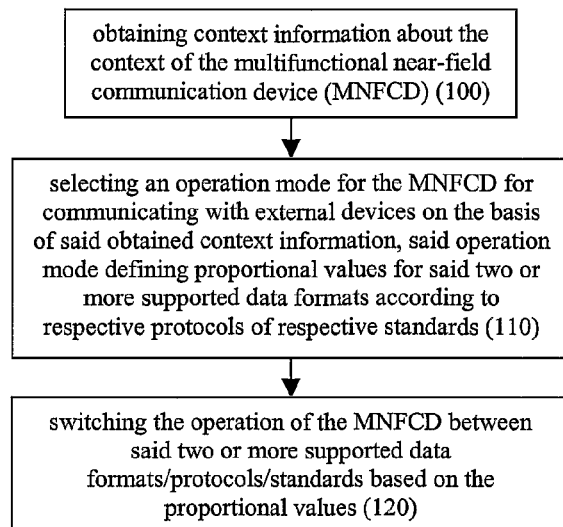 obtaining context information about the
context of the multifunctional near-field
communication device (MNFCD) (100)
selecting an operation mode for the MNFCD for
communicating with external devices on the basis
of said obtained context information, said operation
mode defining proportional values for said two or
more supported data formats according to
respective protocols of respective standards (110)
switching the operation of the MNFCD between
said two or more supported data
formats/protocols/standards based on the
proportional values (120)